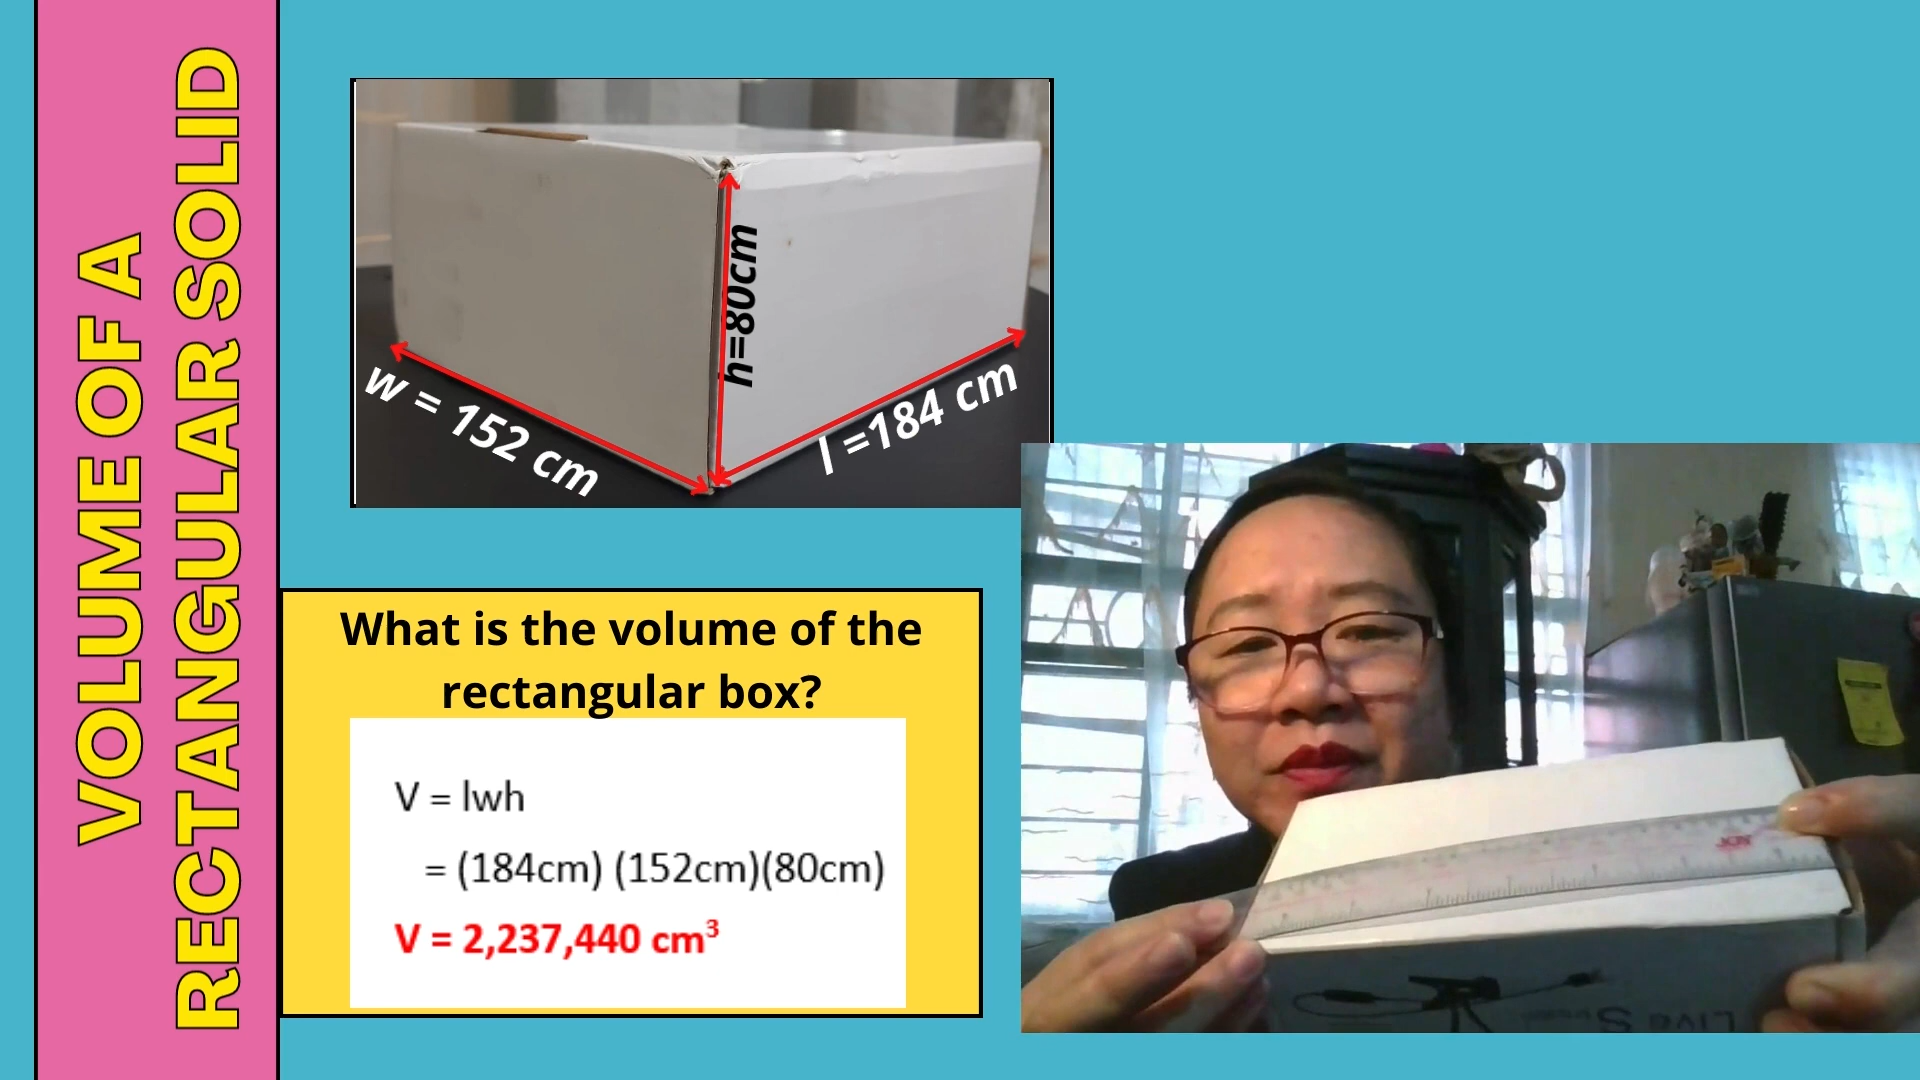 VOLUME OF A
RECTANGULAR SOLID
h=80cm
w = 152 cm
l =184 cm
What is the volume of the
rectangular box?
V = lwh
= (184cm) (152cm)(80cm)
V = 2,237,440 cm³
Live